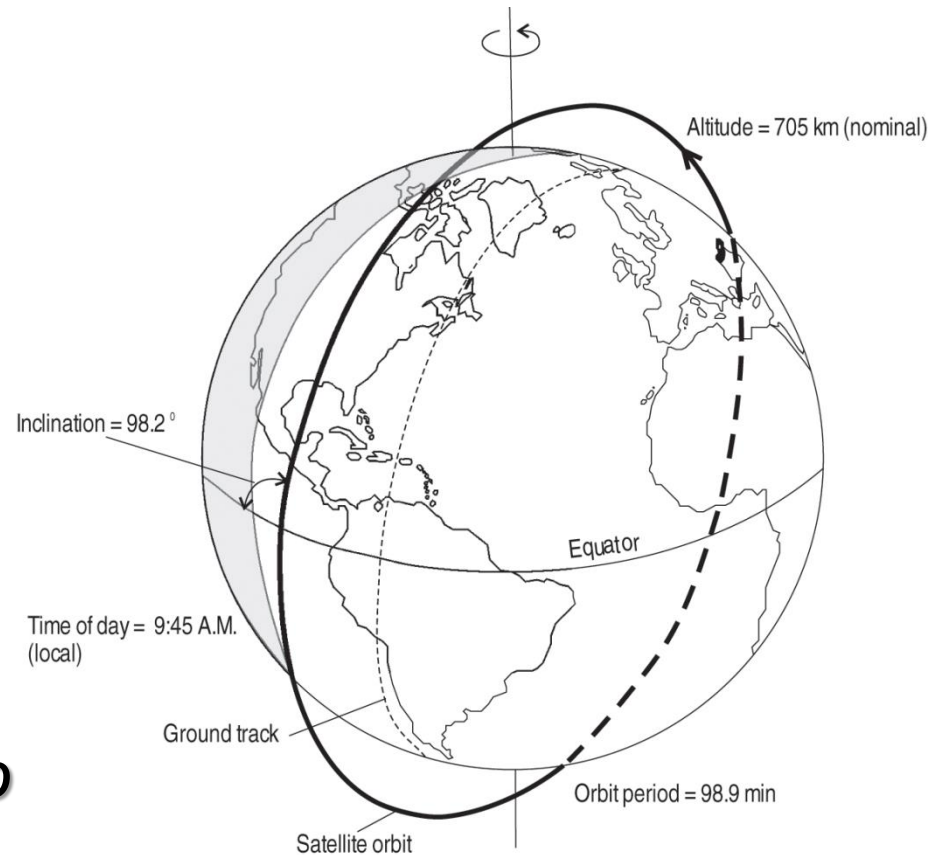 Altitude = 705 km (nominal)
Inclination = 98.2 °
Equator
Time of day = 9:45 A.M.
(local)
Ground track
Orbit period = 98.9 min
Satellite orbit